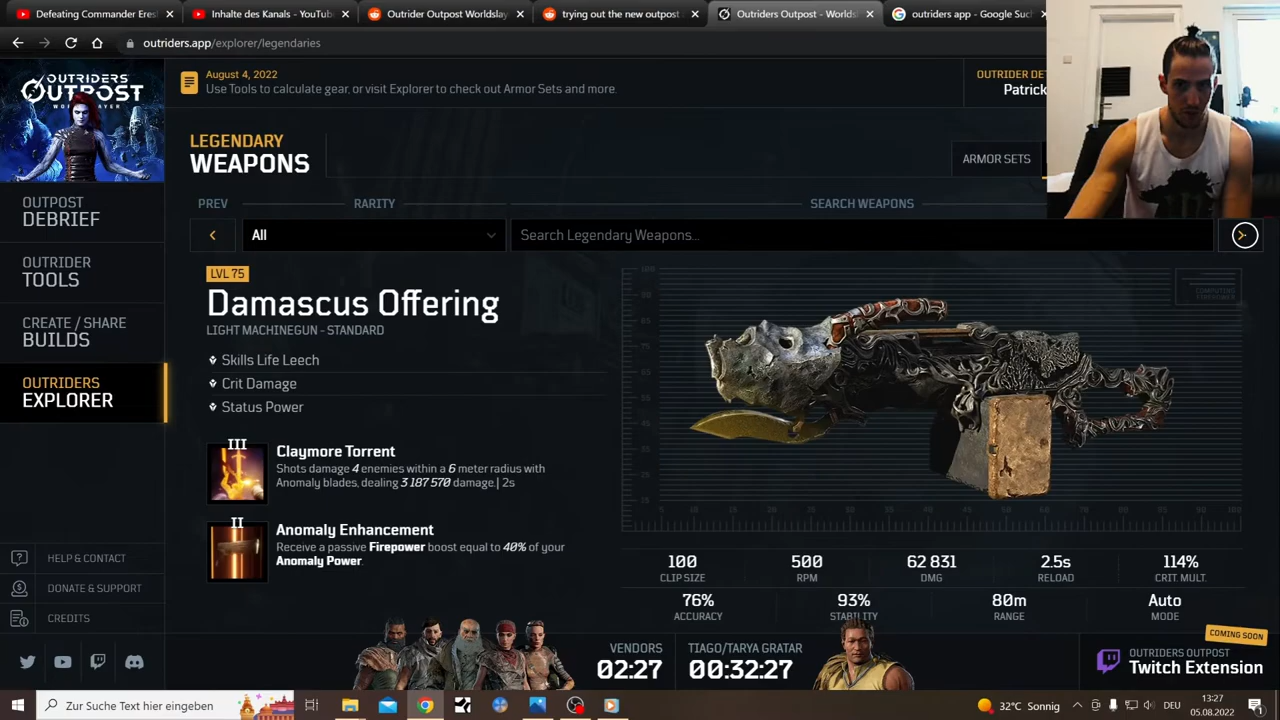 Defeating Commander Eres
Inhalte des Kanals - YouTub
Outrider Outpost Worldslay
trying out the new outpost
Outriders Outpost - Worlds
outriders app - Google Suc
outriders.app/explorer/legendaries
OUTRIDERS
OUTPOST
August 4, 2022
Use Tools to calculate gear, or visit Explorer to check out Armor Sets and more.
OUTRIDER DET
Patrick
LEGENDARY
WEAPONS
ARMOR SETS
PREV
RARITY
SEARCH WEAPONS
All
Search Legendary Weapons...
OUTPOST
DEBRIEF
OUTRIDER
TOOLS
CREATE / SHARE
BUILDS
OUTRIDERS
EXPLORER
LVL 75
Damascus Offering
LIGHT MACHINEGUN - STANDARD
Skills Life Leech
Crit Damage
Status Power
III
Claymore Torrent
Shots damage 4 enemies within a 6 meter radius with
Anomaly blades, dealing 3 187 570 damage.| 2s
II
Anomaly Enhancement
Receive a passive Firepower boost equal to 40% of your
Anomaly Power.
COMPUTING
FIREPOWER
100
CLIP SIZE
500
RPM
62 831
DMG
2.5s
RELOAD
114%
CRIT. MULT.
76%
ACCURACY
93%
STABILITY
80m
RANGE
Auto
MODE
HELP & CONTACT
DONATE & SUPPORT
CREDITS
VENDORS
02:27
TIAGO/TARYA GRATAR
00:32:27
COMING SOON
OUTRIDERS OUTPOST
Twitch Extension
Zur Suche Text hier eingeben
32°C Sonnig
DEU
13:27
05.08.2022